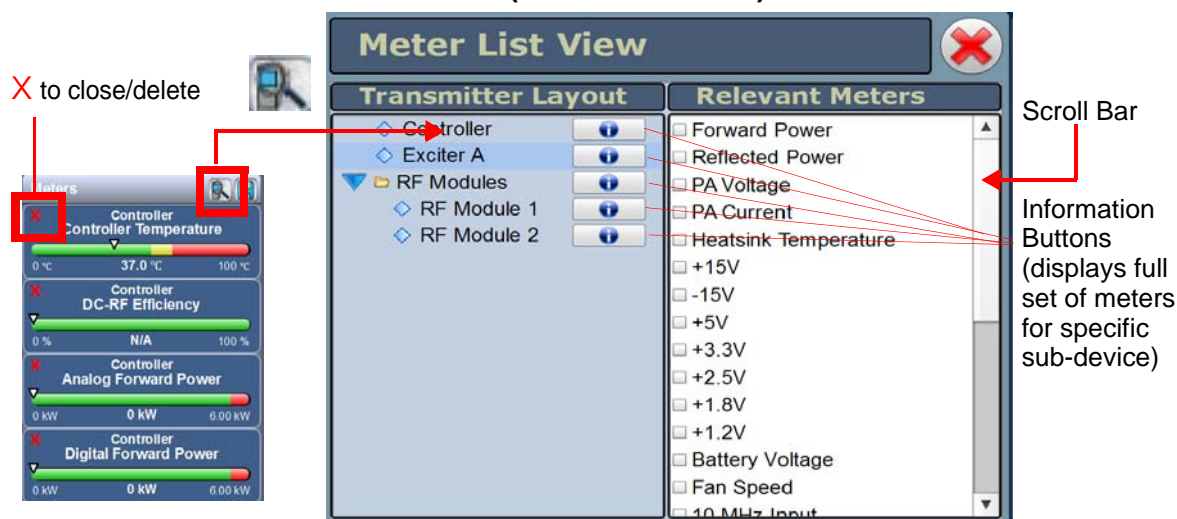 Meter List View
X to close/delete
Transmitter Layout
Relevant Meters
Scroll Bar
Controller
Exciter A
RF Modules
RF Module 1
RF Module 2
Forward Power
Reflected Power
PA Voltage
PA Current
Heatsink Temperature
+15V
-15V
+5V
+3.3V
+2.5V
+1.8V
+1.2V
Battery Voltage
Fan Speed
10 MHz Input
Information
Buttons
(displays full
set of meters
for specific
sub-device)
Meters
X Controller
Controller Temperature
0 °C 37.0 °C 100 °C
X Controller
DC-RF Efficiency
0 % N/A 100 %
X Controller
Analog Forward Power
0 kW 0 kW 6.00 kW
X Controller
Digital Forward Power
0 kW 0 kW 6.00 kW